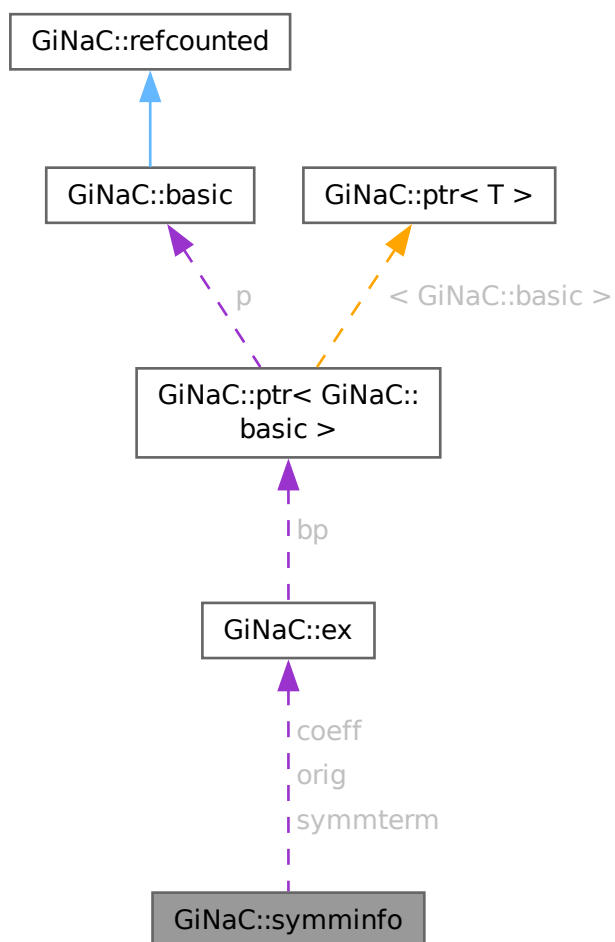 GiNaC::refcounted
GiNaC::basic
GiNaC::ptr< T >
p
< GiNaC::basic >
GiNaC::ptr< GiNaC::
basic >
bp
GiNaC::ex
coeff
orig
symmterm
GiNaC::symminfo